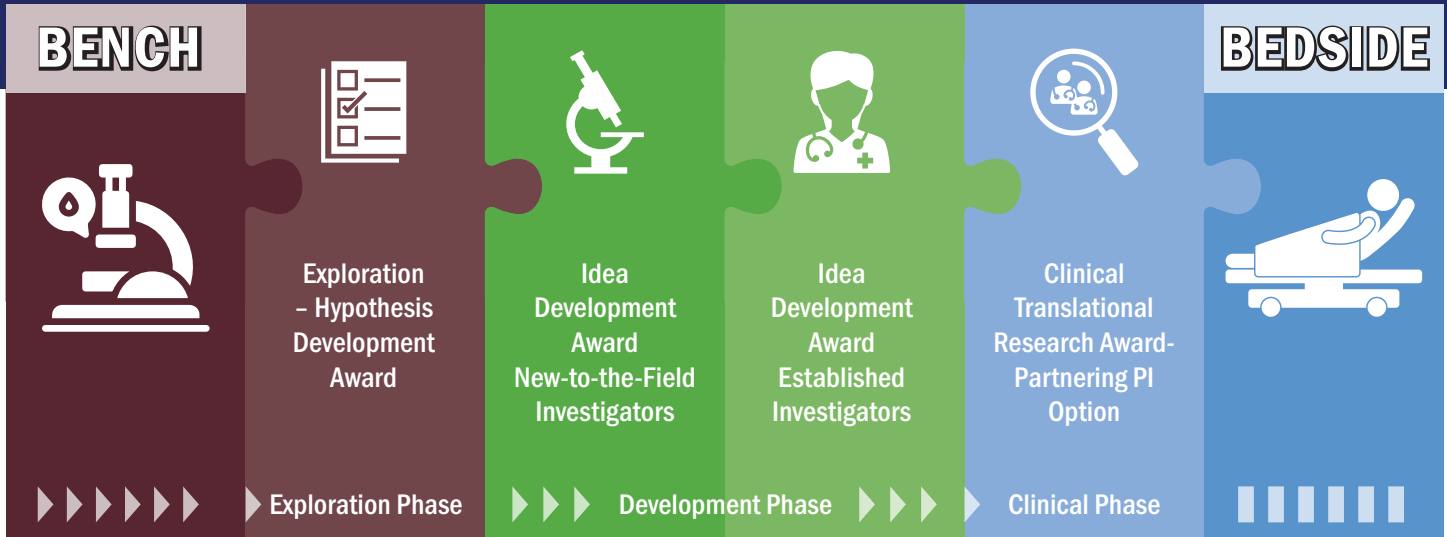 BENCH
BEDSIDE
Exploration
– Hypothesis
Development
Award
Idea
Development
Award
New-to-the-Field
Investigators
Idea
Development
Award
Established
Investigators
Clinical
Translational
Research Award-
Partnering PI
Option
Exploration Phase
Development Phase
Clinical Phase